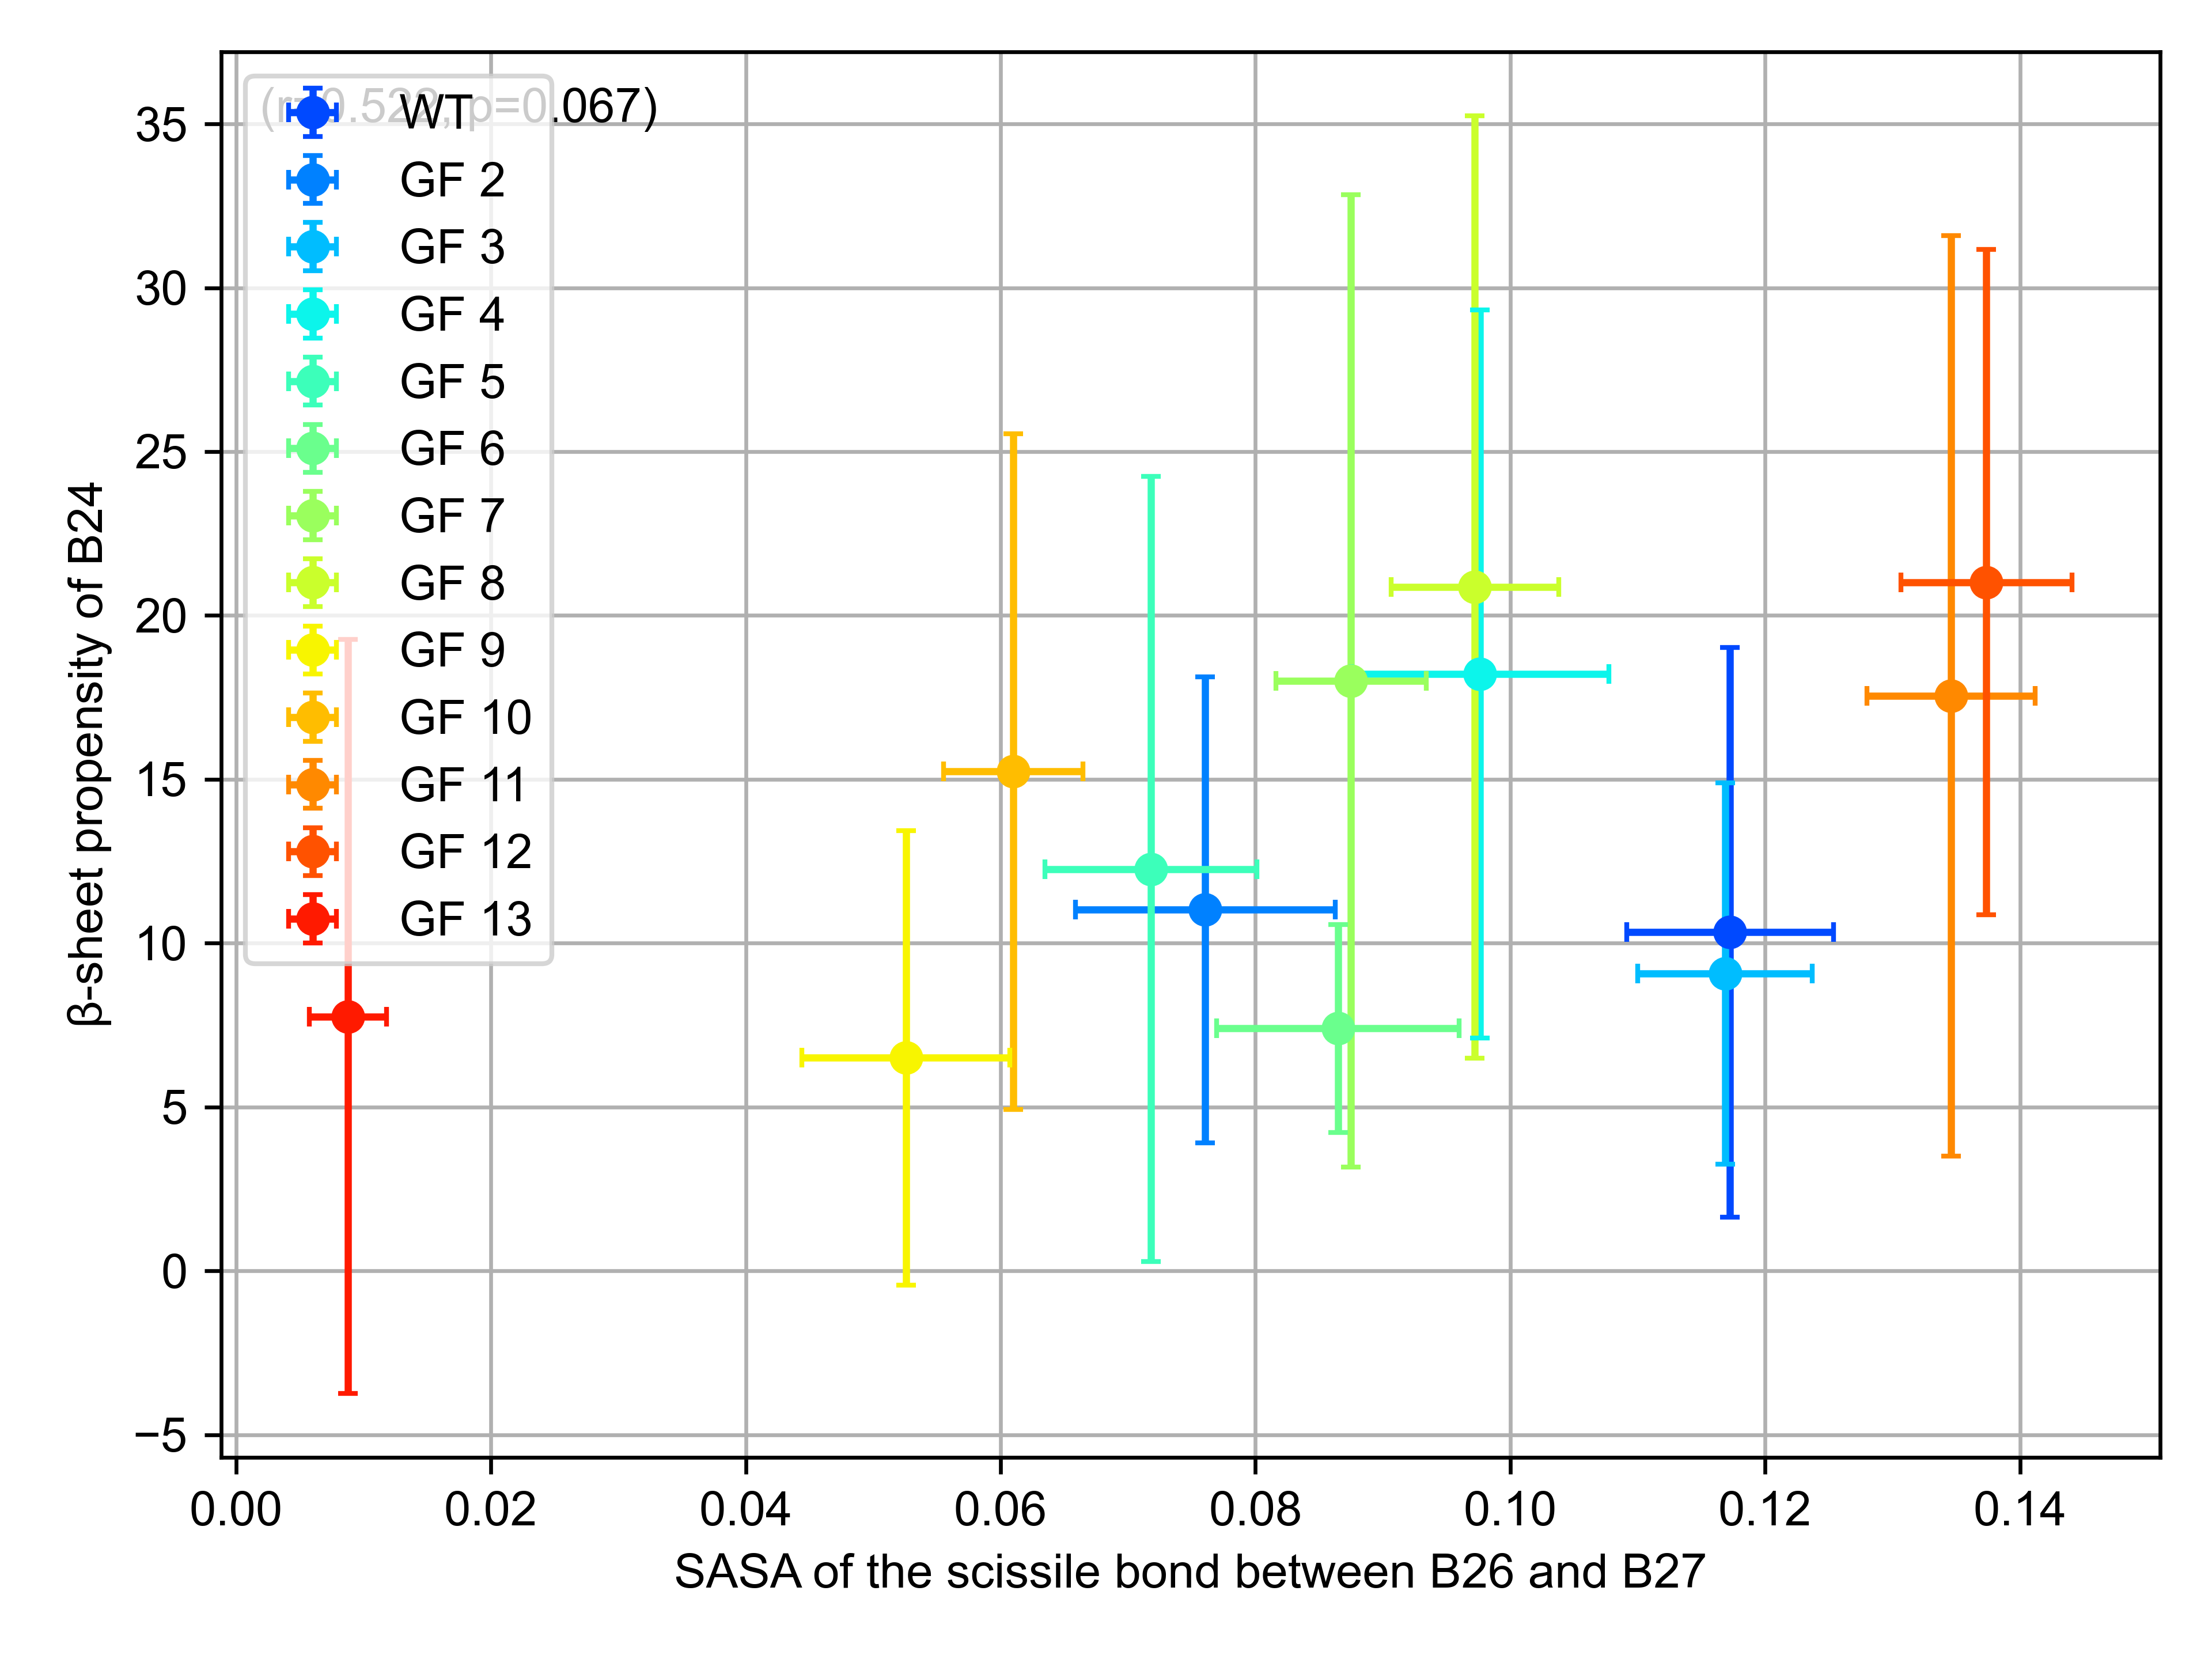 (r=0.522, p=0.067)
WT
GF 2
GF 3
GF 4
GF 5
GF 6
GF 7
GF 8
GF 9
GF 10
GF 11
GF 12
GF 13
35
30
25
20
15
10
5
0
−5
β-sheet propensity of B24
0.00 0.02 0.04 0.06 0.08 0.10 0.12 0.14
SASA of the scissile bond between B26 and B27